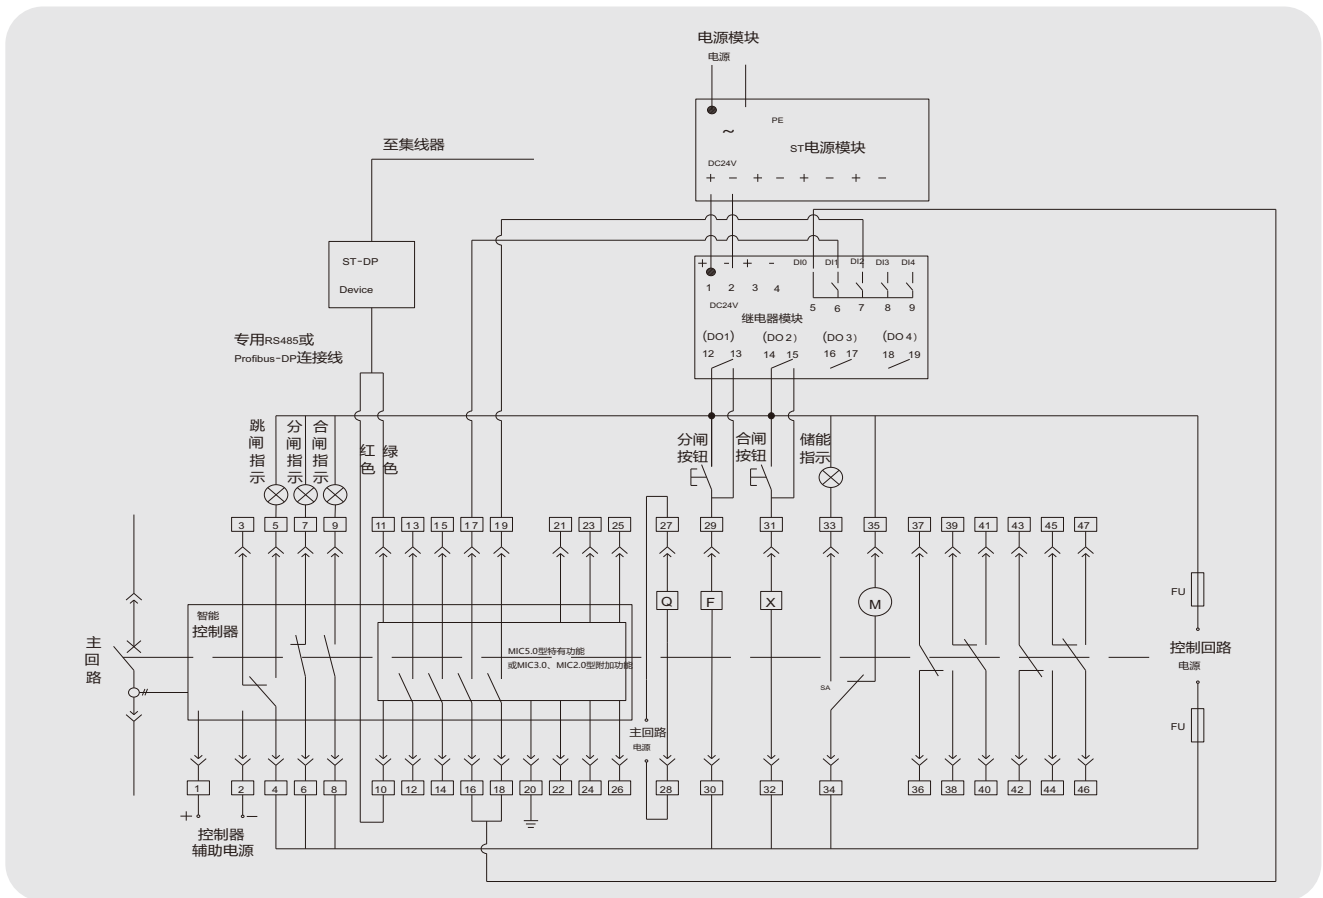 电源模块
电源
PE
~
ST电源模块
DC24V
+ − + − + − + −
至集线器
ST-DP
Device
+ − + − DI0 DI1 DI2 DI3 DI4
1 2 3 4
DC24V
5 6 7 8 9
继电器模块
(DO1) (DO 2) (DO 3) (DO 4)
12 13 14 15 16 17 18 19
专用RS485或
Profibus-DP连接线
跳闸指示
分闸指示
合闸指示
红色
绿色
分闸
按钮
合闸
按钮
储能
指示
3 5 7 9 11 13 15 17 19 21 23 25 27 29 31 33 35 37 39 41 43 45 47
Q F X M
FU
智能
控制器
MIC5.0型特有功能
或MIC3.0、MIC2.0型附加功能
主回路
控制回路
电源
SA
FU
主回路
电源
1 2 4 6 8 10 12 14 16 18 20 22 24 26 28 30 32 34 36 38 40 42 44 46
+ −
控制器
辅助电源